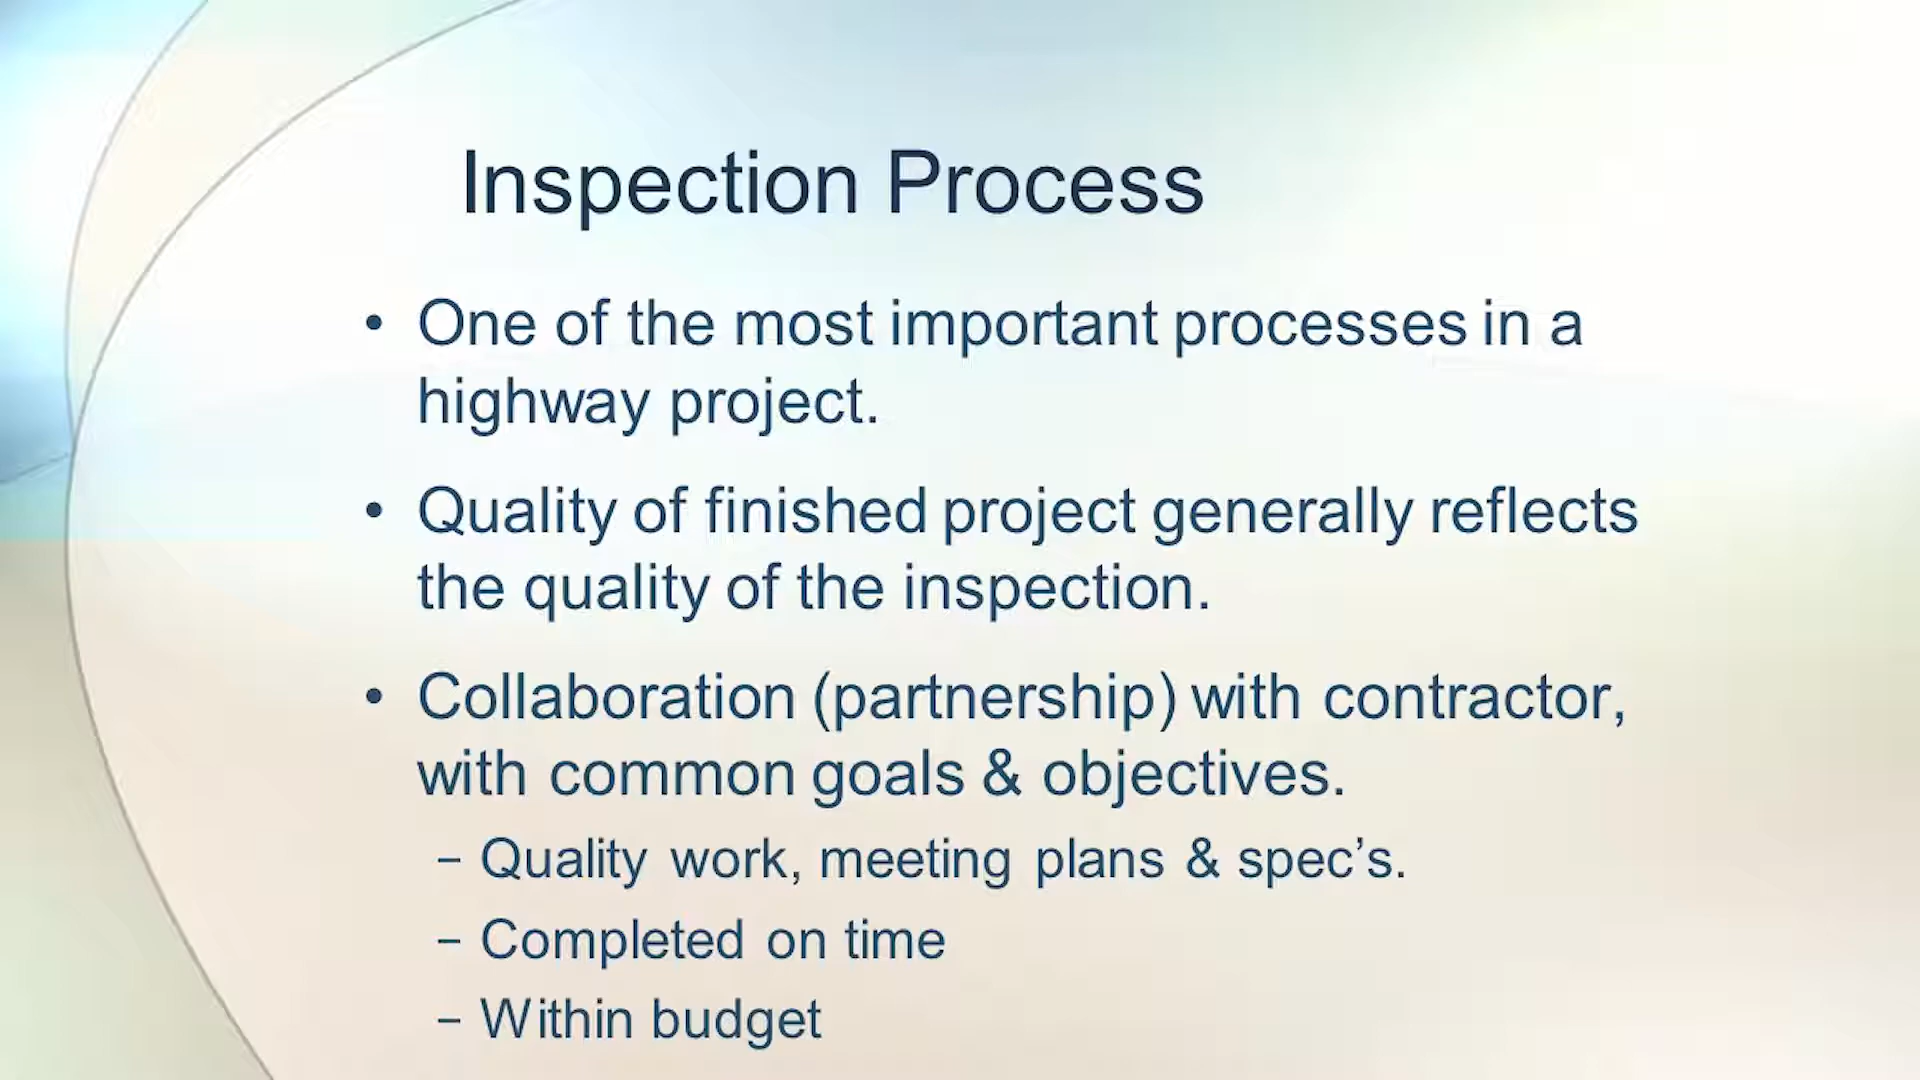 Inspection Process
• One of the most important processes in a
highway project.
• Quality of finished project generally reflects
the quality of the inspection.
• Collaboration (partnership) with contractor,
with common goals & objectives.
– Quality work, meeting plans & spec’s.
– Completed on time
– Within budget